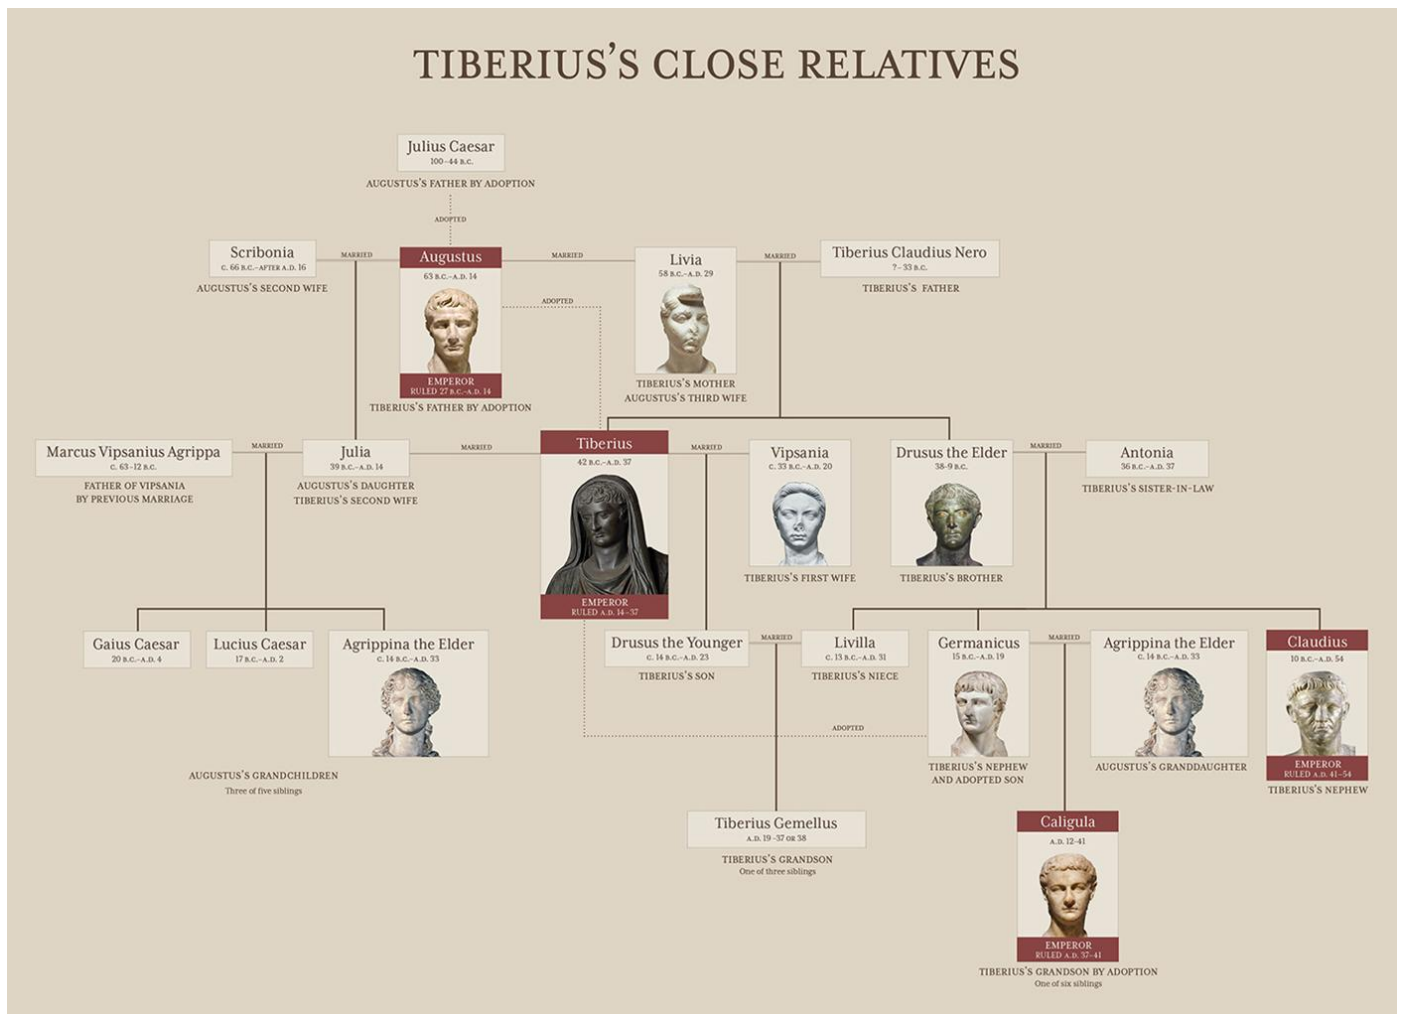 TIBERIUS'S CLOSE RELATIVES
Julius Caesar
100–44 B.C.
AUGUSTUS'S FATHER BY ADOPTION
ADOPTED
Scribonia
C. 66 B.C.–AFTER A.D. 16
AUGUSTUS'S SECOND WIFE
MARRIED
Augustus
63 B.C.–A.D. 14
EMPEROR
RULED 27 B.C.–A.D. 14
TIBERIUS'S FATHER BY ADOPTION
MARRIED
ADOPTED
Livia
58 B.C.–A.D. 29
TIBERIUS'S MOTHER
AUGUSTUS'S THIRD WIFE
MARRIED
Tiberius Claudius Nero
?–33 B.C.
TIBERIUS'S FATHER
Marcus Vipsanius Agrippa
C. 63–12 B.C.
FATHER OF VIPSANIA
BY PREVIOUS MARRIAGE
MARRIED
Julia
39 B.C.–A.D. 14
AUGUSTUS'S DAUGHTER
TIBERIUS'S SECOND WIFE
MARRIED
Tiberius
42 B.C.–A.D. 37
EMPEROR
RULED A.D. 14–37
MARRIED
Vipsania
C. 33 B.C.–A.D. 20
TIBERIUS'S FIRST WIFE
Drusus the Elder
38-9 B.C.
TIBERIUS'S BROTHER
MARRIED
Antonia
36 B.C.–A.D. 37
TIBERIUS'S SISTER-IN-LAW
Gaius Caesar
20 B.C.–A.D. 4
Lucius Caesar
17 B.C.–A.D. 2
Agrippina the Elder
C. 14 B.C.–A.D. 33
AUGUSTUS'S GRANDCHILDREN
Three of five siblings
Drusus the Younger
C. 14 B.C.–A.D. 23
TIBERIUS'S SON
MARRIED
Livilla
C. 13 B.C.–A.D. 31
TIBERIUS'S NIECE
ADOPTED
Germanicus
15 B.C.–A.D. 19
TIBERIUS'S NEPHEW
AND ADOPTED SON
MARRIED
Agrippina the Elder
C. 14 B.C.–A.D. 33
AUGUSTUS'S GRANDDAUGHTER
Claudius
10 B.C.–A.D. 54
EMPEROR
RULED A.D. 41–54
TIBERIUS'S NEPHEW
Tiberius Gemellus
A.D. 19 –37 OR 38
TIBERIUS'S GRANDSON
One of three siblings
Caligula
A.D. 12-41
EMPEROR
RULED A.D. 37–41
TIBERIUS'S GRANDSON BY ADOPTION
One of six siblings